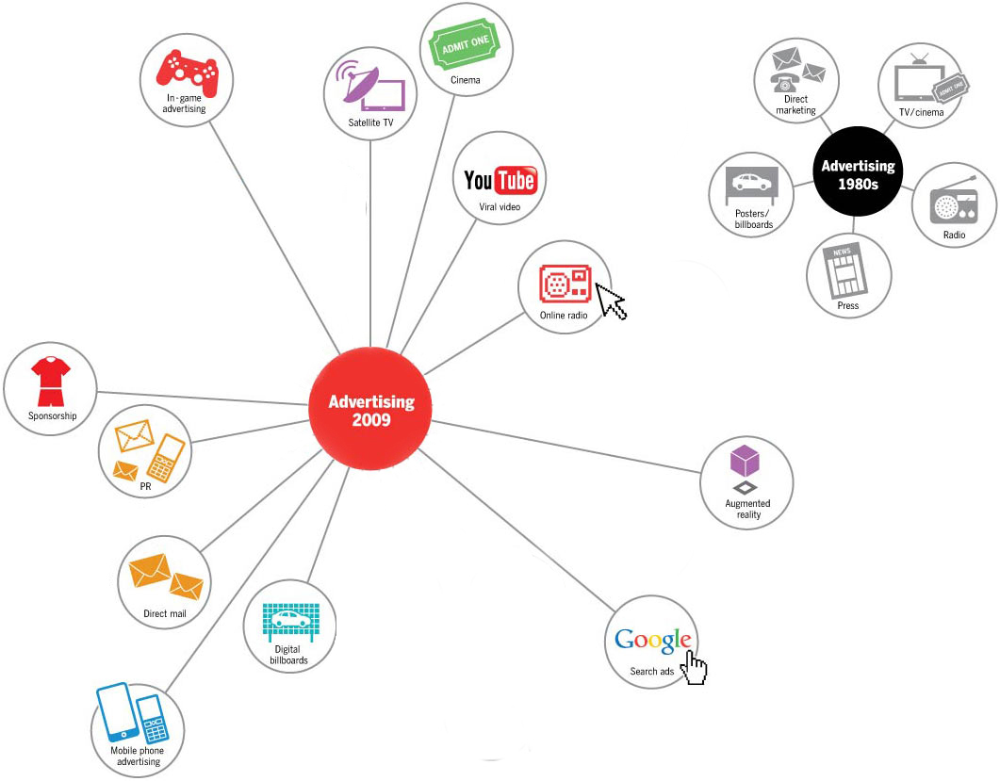 ADMIT ONE
Cinema
In-game
advertising
Satellite TV
You Tube
Viral video
Online radio
Sponsorship
PR
Advertising
2009
Augmented
reality
Direct mail
Digital
billboards
Google
Search ads
Mobile phone
advertising
Direct
marketing
ADMIT ONE
TV/cinema
Advertising
1980s
Posters/
billboards
Radio
NEWS
Press